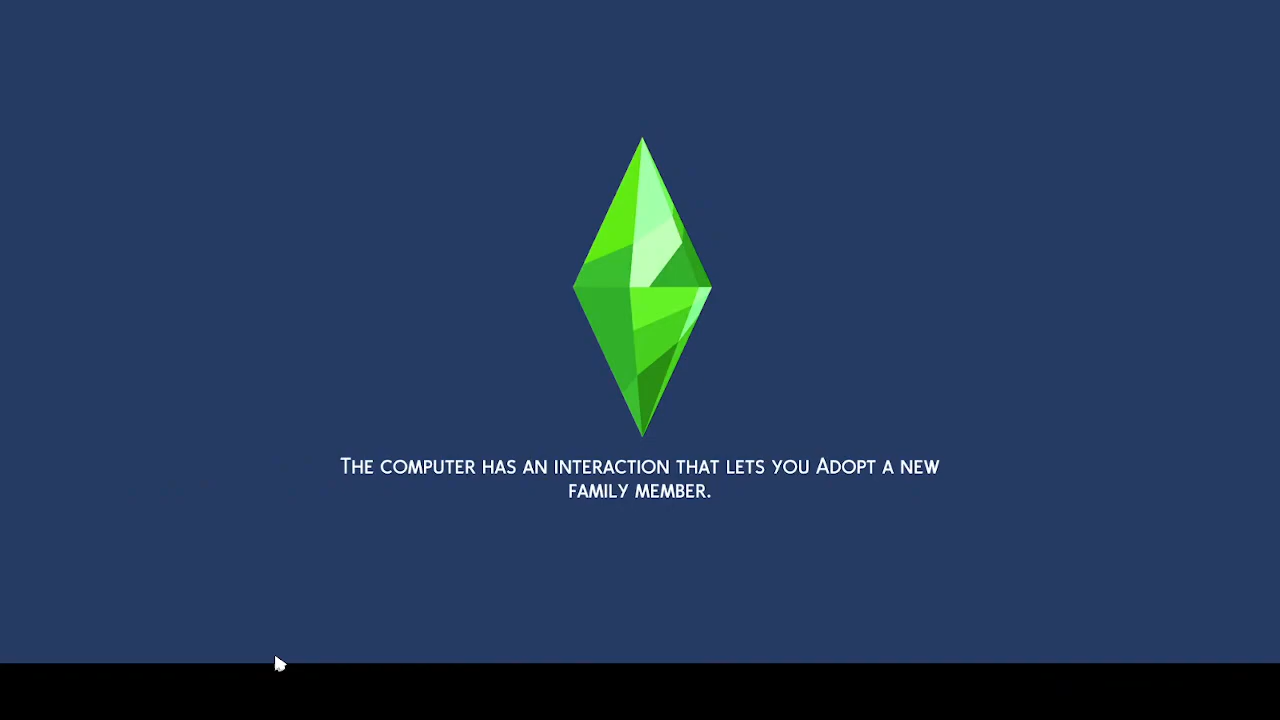 The computer has an interaction that lets you Adopt a new
family member.